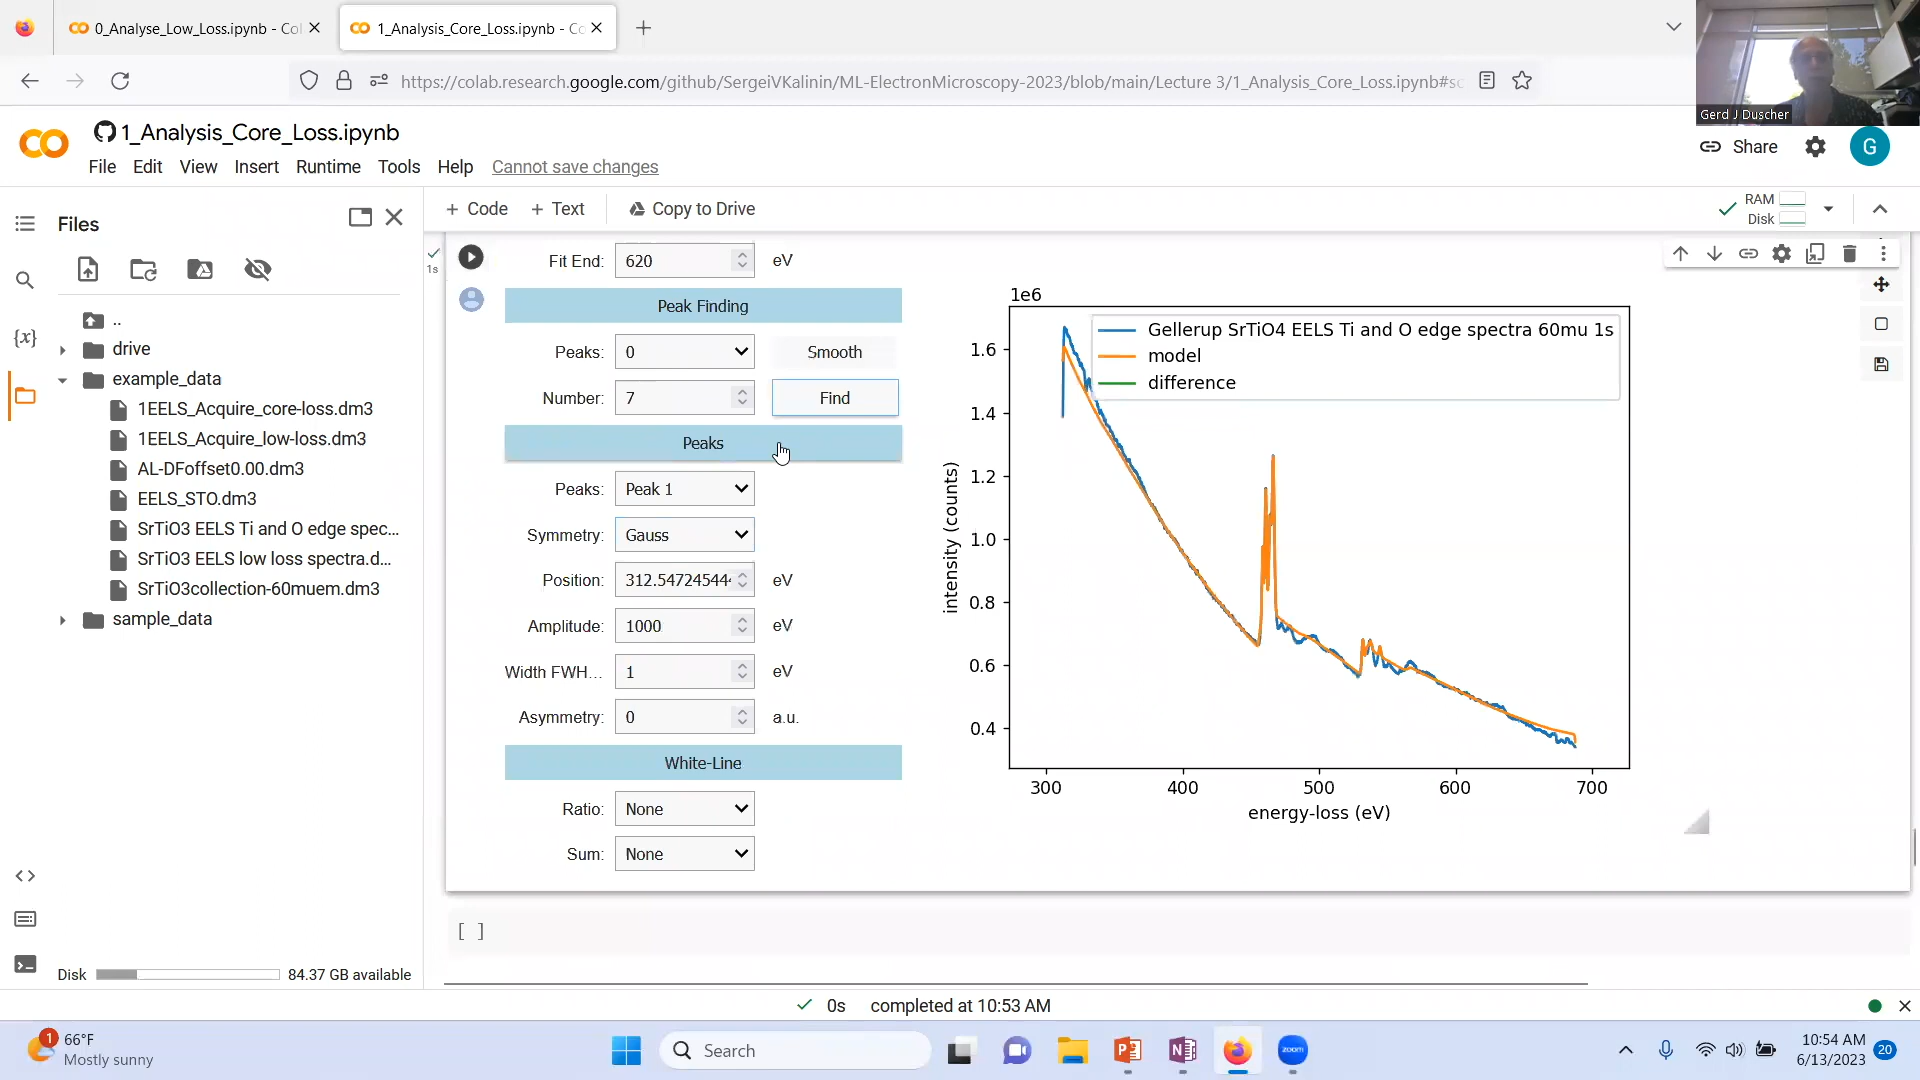 0_Analyse_Low_Loss.ipynb - Col
1_Analysis_Core_Loss.ipynb - Co
https://colab.research.google.com/github/SergeiVKalinin/ML-ElectronMicroscopy-2023/blob/main/Lecture 3/1_Analysis_Core_Loss.ipynb#sc
Gerd J Duscher
1_Analysis_Core_Loss.ipynb
File Edit View Insert Runtime Tools Help Cannot save changes
Share
G
Files
+ Code + Text Copy to Drive
RAM
Disk
..
drive
example_data
1EELS_Acquire_core-loss.dm3
1EELS_Acquire_low-loss.dm3
AL-DFoffset0.00.dm3
EELS_STO.dm3
SrTiO3 EELS Ti and O edge spec...
SrTiO3 EELS low loss spectra.d...
SrTiO3collection-60muem.dm3
sample_data
{x}
Disk 84.37 GB available
1s
Fit End: 620 eV
Peak Finding
Peaks: 0 Smooth
Number: 7 Find
Peaks
Peaks: Peak 1
Symmetry: Gauss
Position: 312.547245444 eV
Amplitude: 1000 eV
Width FWH... 1 eV
Asymmetry: 0 a.u.
White-Line
Ratio: None
Sum: None
1e6
Gellerup SrTiO4 EELS Ti and O edge spectra 60mu 1s
model
difference
1.6
1.4
1.2
1.0
0.8
0.6
0.4
intensity (counts)
300 400 500 600 700
energy-loss (eV)
[ ]
0s completed at 10:53 AM
1
66°F
Mostly sunny
Search
zoom
10:54 AM
6/13/2023
20